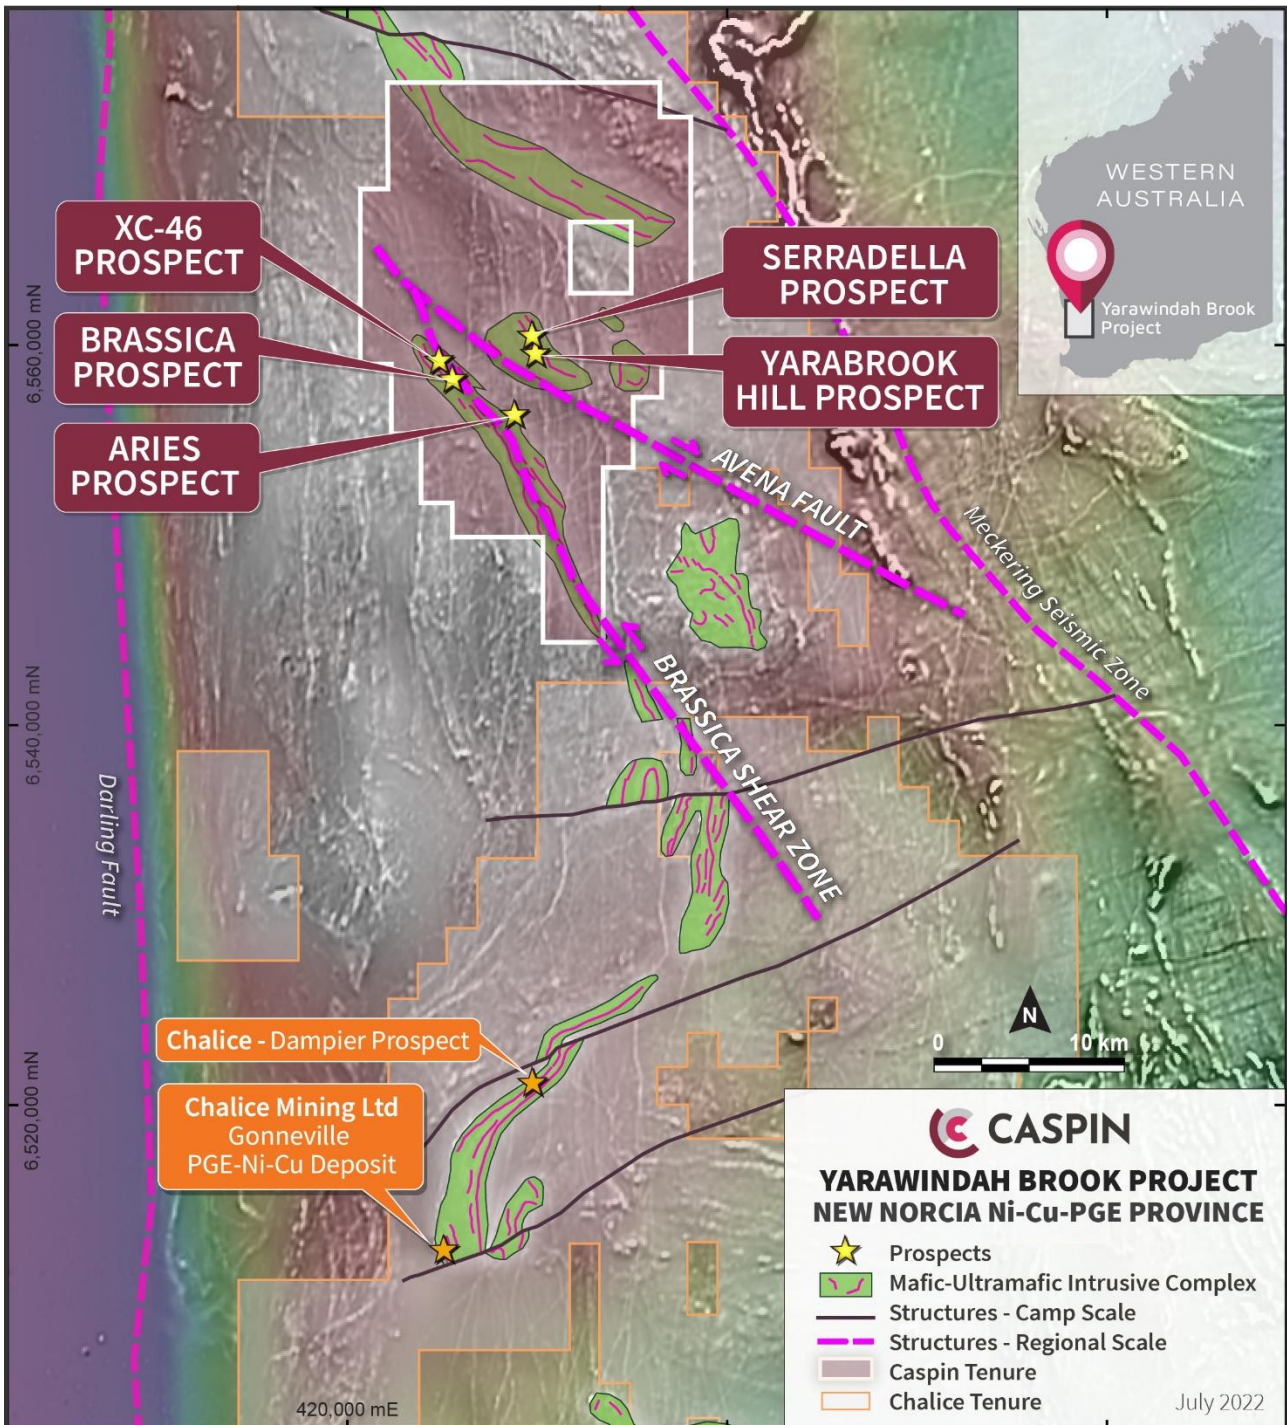 WESTERN
AUSTRALIA
Yarawindah Brook
Project
XC-46
PROSPECT
BRASSICA
PROSPECT
ARIES
PROSPECT
SERRADELLA
PROSPECT
YARABROOK
HILL PROSPECT
6,560,000 mN
AVENA FAULT
Meckering Seismic Zone
BRASSICA SHEAR ZONE
6,540,000 mN
Darling Fault
Chalice - Dampier Prospect
Chalice Mining Ltd
Gonneville
PGE-Ni-Cu Deposit
6,520,000 mN
420,000 mE
N
0 10 km
C CASPIN
YARAWINDAH BROOK PROJECT
NEW NORCIA Ni-Cu-PGE PROVINCE
Prospects
Mafic-Ultramafic Intrusive Complex
Structures - Camp Scale
Structures - Regional Scale
Caspin Tenure
Chalice Tenure
July 2022